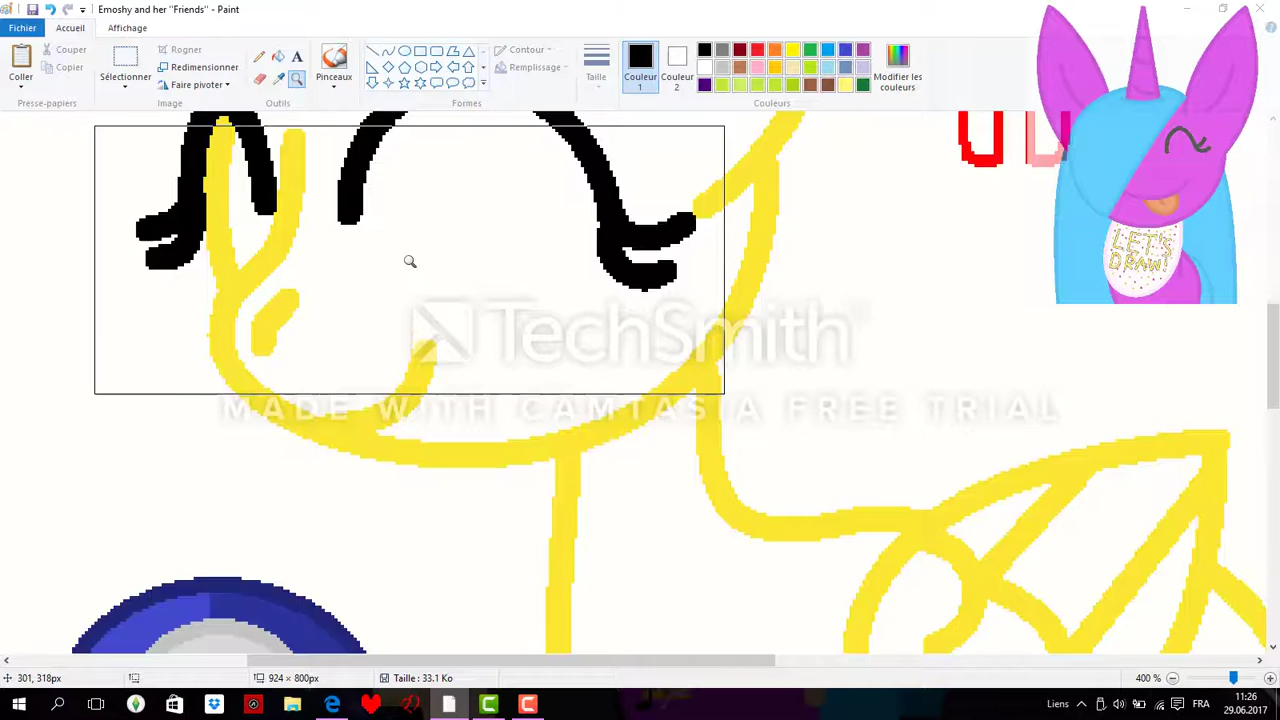 Emoshy and her "Friends" - Paint
Fichier
Accueil
Affichage
Coller
Couper
Copier
Presse-papiers
Sélectionner
Rogner
Redimensionner
Faire pivoter
Image
A
Outils
Pinceaux
Contour
Remplissage
Formes
Taille
Couleur
1
Couleur
2
Modifier les
couleurs
Couleurs
LET'S
DRAW!
TechSmith
MADE WITH CAMTASIA FREE TRIAL
301, 318px
924 × 800px
Taille : 33.1 Ko
400 %
Liens
FRA
11:26
29.06.2017